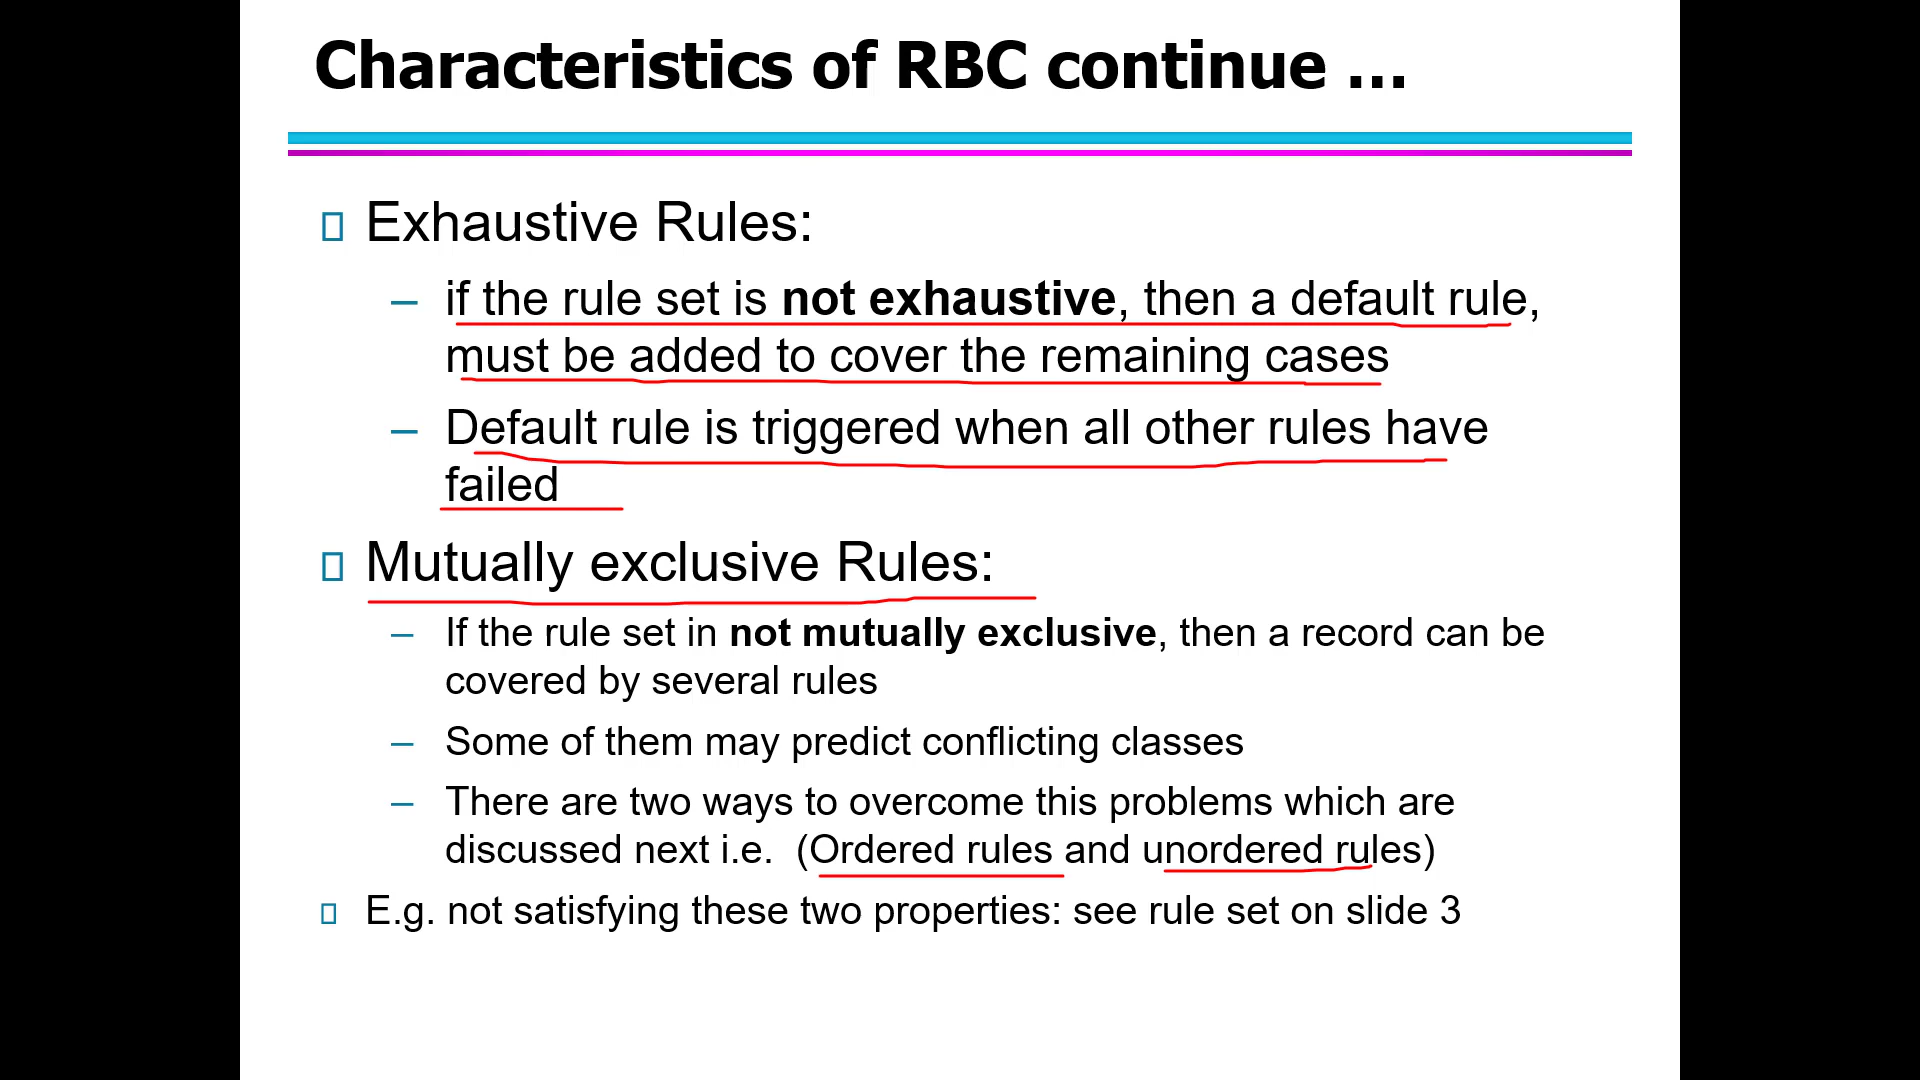 Characteristics of RBC continue ...
Exhaustive Rules:
– if the rule set is not exhaustive, then a default rule,
must be added to cover the remaining cases
– Default rule is triggered when all other rules have
failed
Mutually exclusive Rules:
– If the rule set in not mutually exclusive, then a record can be
covered by several rules
– Some of them may predict conflicting classes
– There are two ways to overcome this problems which are
discussed next i.e. (Ordered rules and unordered rules)
E.g. not satisfying these two properties: see rule set on slide 3